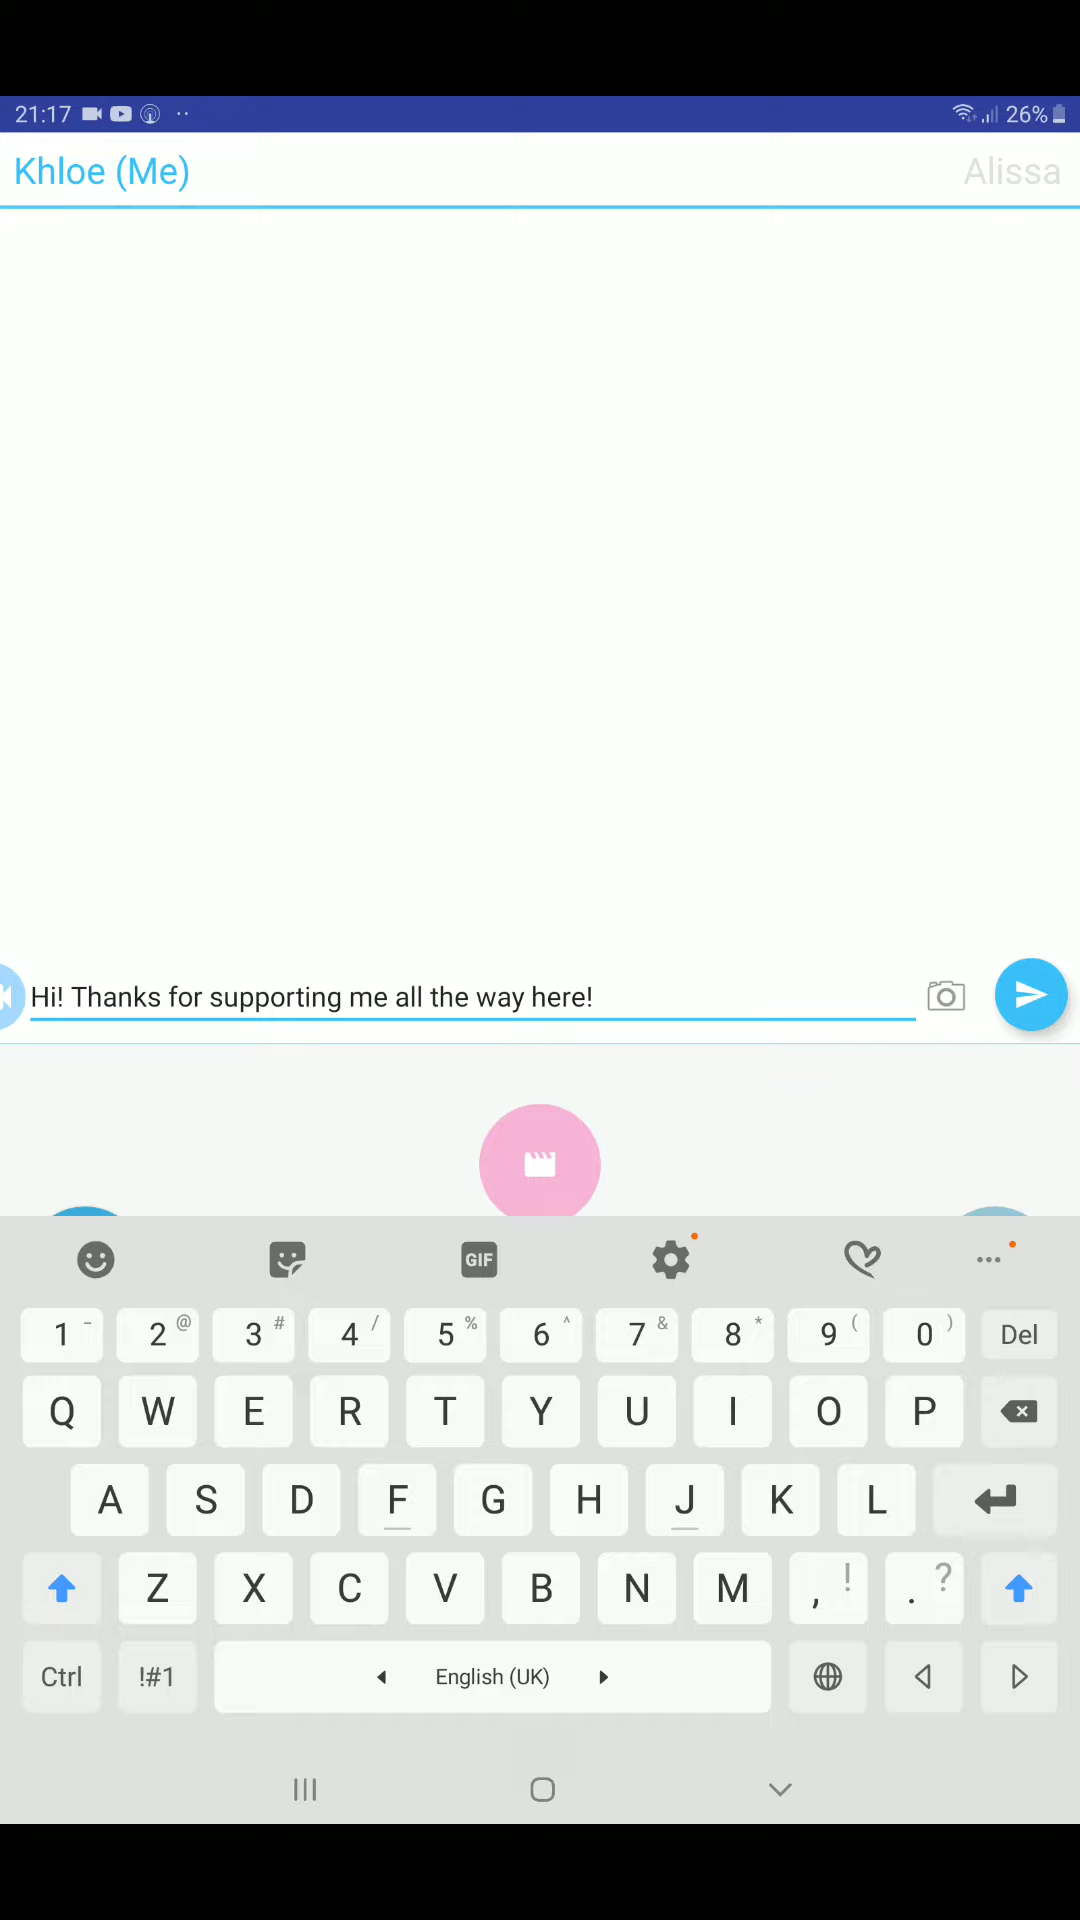 21:17 26%
Khloe (Me) Alissa
Hi! Thanks for supporting me all the way here!
GIF
1 - 2 @ 3 # 4 / 5 % 6 ^ 7 & 8 * 9 ( 0 ) Del
Q W E R T Y U I O P
A S D F G H J K L
Z X C V B N M , ! . ?
Ctrl !#1 English (UK)